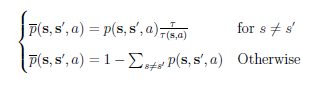 p̅(s, s′, a) = p(s, s′, a) τ/τ(s,a) for s ≠ s′
p̅(s, s′, a) = 1 − ∑_{s≠s′} p(s, s′, a) Otherwise